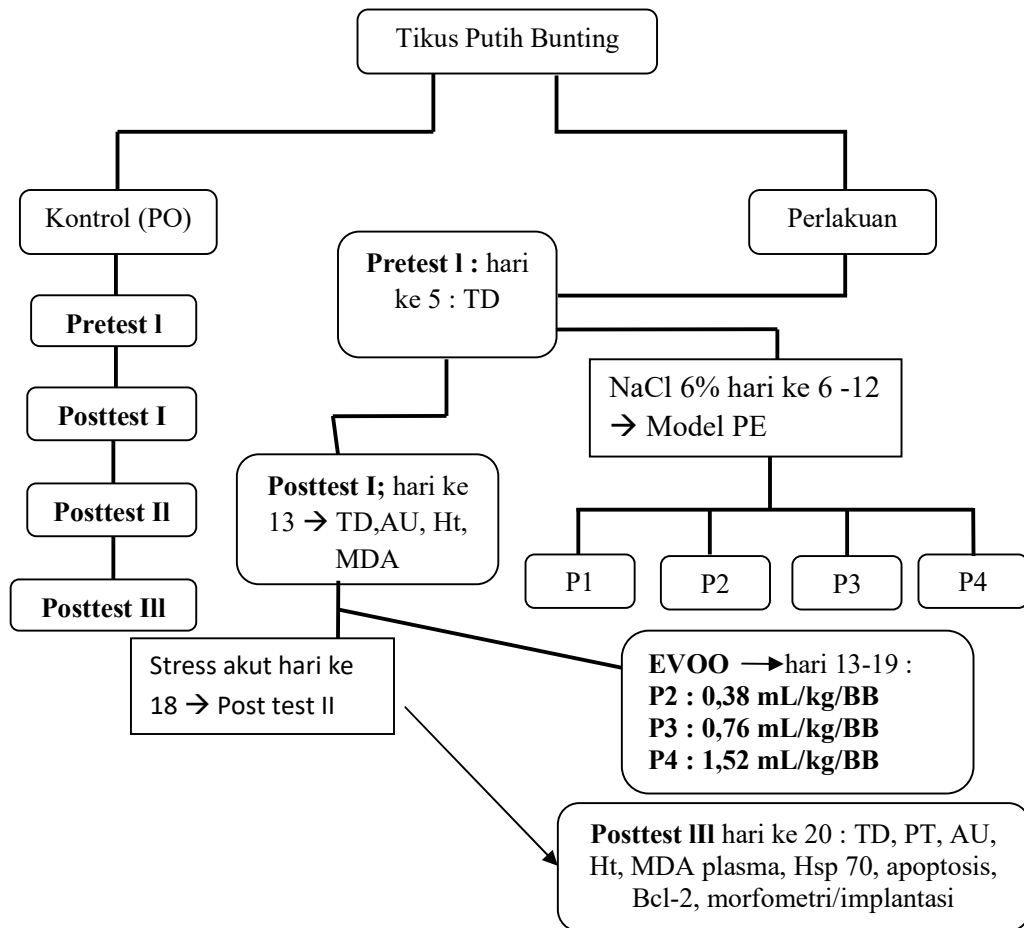 Tikus Putih Bunting
Kontrol (PO)
Perlakuan
Pretest l : hari
ke 5 : TD
Pretest l
NaCl 6% hari ke 6 -12
→ Model PE
Posttest I
Posttest I; hari ke
13 → TD,AU, Ht,
MDA
Posttest Il
P1
P2
P3
P4
Posttest Ill
Stress akut hari ke
18 → Post test II
EVOO → hari 13-19 :
P2 : 0,38 mL/kg/BB
P3 : 0,76 mL/kg/BB
P4 : 1,52 mL/kg/BB
Posttest lIl hari ke 20 : TD, PT, AU,
Ht, MDA plasma, Hsp 70, apoptosis,
Bcl-2, morfometri/implantasi